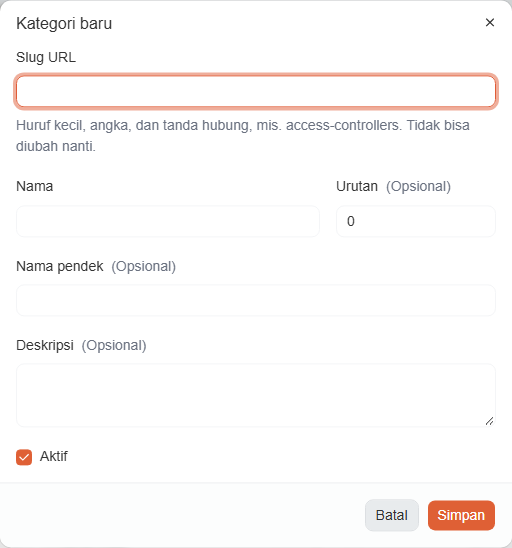 Kategori baru
Slug URL
Huruf kecil, angka, dan tanda hubung, mis. access-controllers. Tidak bisa
diubah nanti.
Nama
Urutan (Opsional)
0
Nama pendek (Opsional)
Deskripsi (Opsional)
Aktif
Batal
Simpan